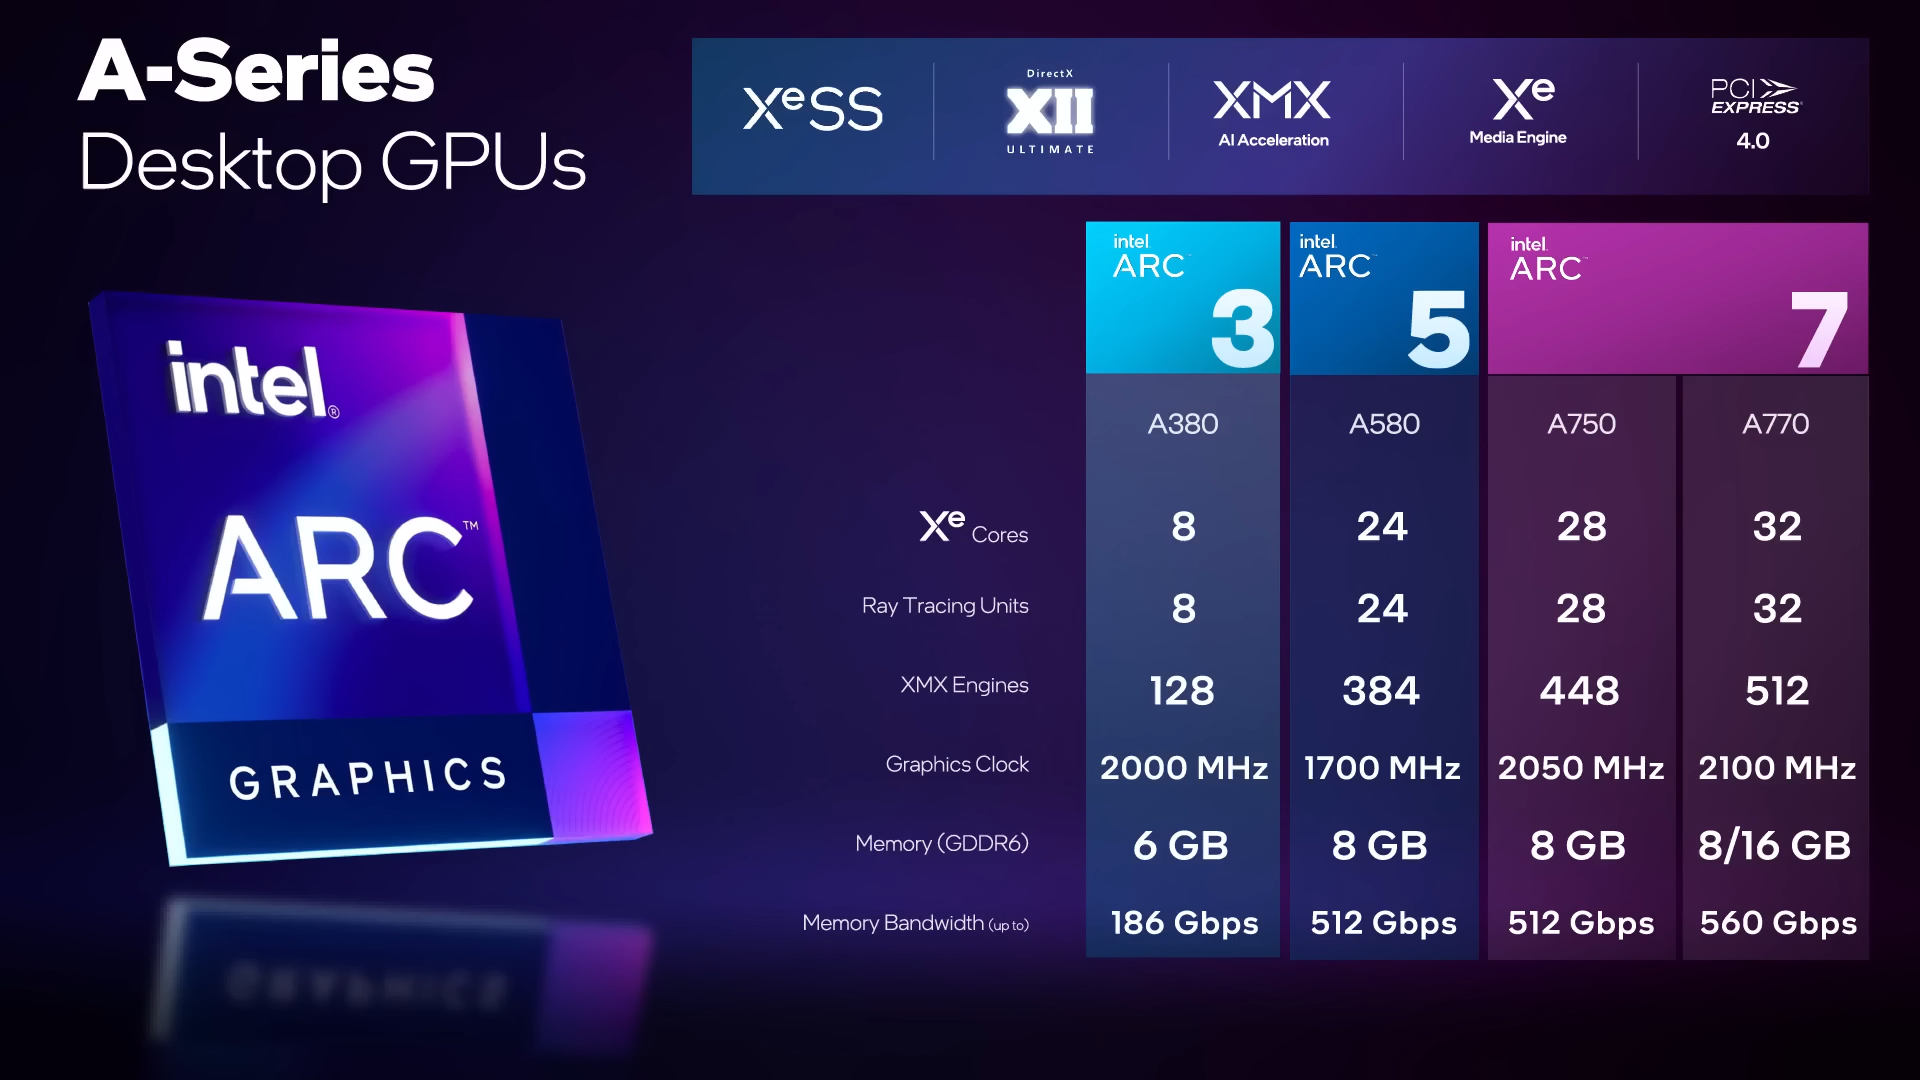 A-Series
Desktop GPUs
XeSS
DirectX
XII
ULTIMATE
XMX
AI Acceleration
Xe
Media Engine
PCI
EXPRESS®
4.0
intel®
ARC™
GRAPHICS
intel.
ARC™
3
intel.
ARC™
5
intel.
ARC™
7
A380 A580 A750 A770
Xe Cores 8 24 28 32
Ray Tracing Units 8 24 28 32
XMX Engines 128 384 448 512
Graphics Clock 2000 MHz 1700 MHz 2050 MHz 2100 MHz
Memory (GDDR6) 6 GB 8 GB 8 GB 8/16 GB
Memory Bandwidth (up to) 186 Gbps 512 Gbps 512 Gbps 560 Gbps